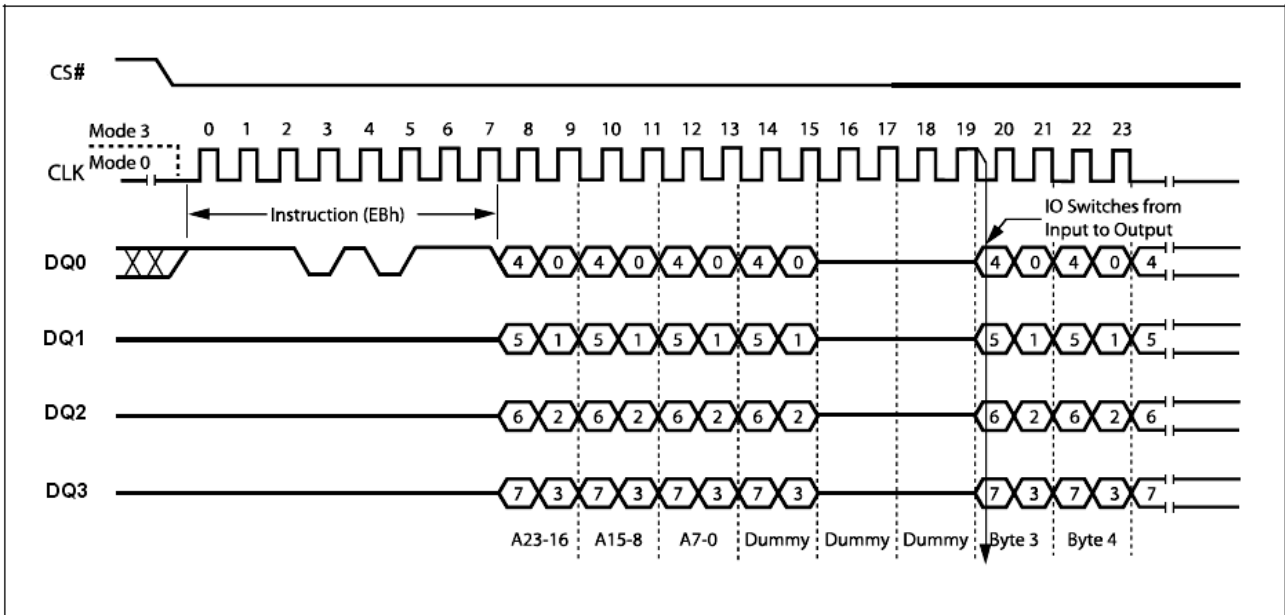 CS#
Mode 3
0 1 2 3 4 5 6 7 8 9 10 11 12 13 14 15 16 17 18 19 20 21 22 23
CLK Mode 0
Instruction (EBh)
IO Switches from
Input to Output
DQ0 4 0 4 0 4 0 4 0 4 0 4 0 4
DQ1 5 1 5 1 5 1 5 1 5 1 5 1 5
DQ2 6 2 6 2 6 2 6 2 6 2 6 2 6
DQ3 7 3 7 3 7 3 7 3 7 3 7 3 7
A23-16 A15-8 A7-0 Dummy Dummy Dummy Byte 3 Byte 4